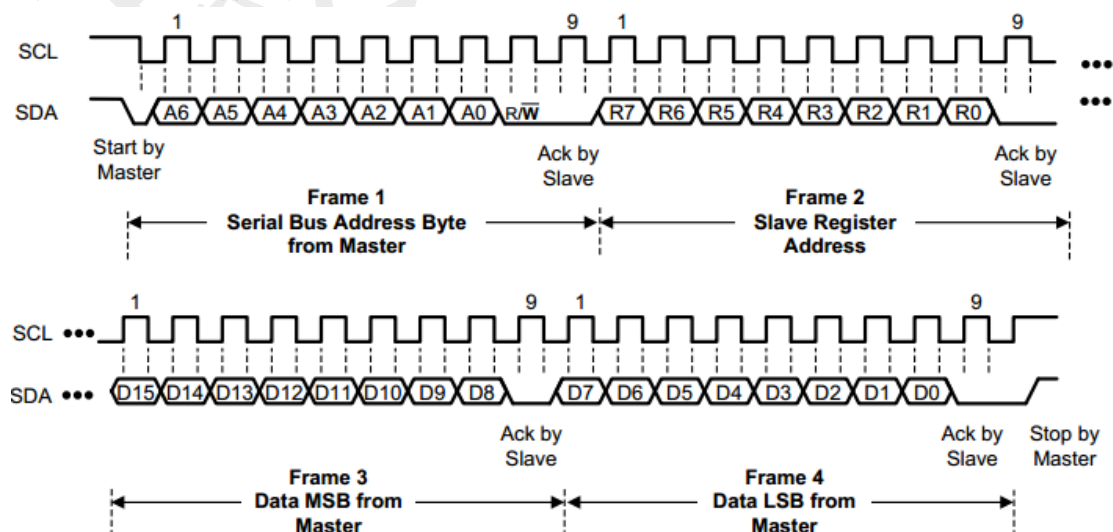 1 9 1 9
SCL •••
SDA A6 A5 A4 A3 A2 A1 A0 R/W̅ R7 R6 R5 R4 R3 R2 R1 R0 •••
Start by Master
Ack by Slave
Ack by Slave
Frame 1
Serial Bus Address Byte
from Master
Frame 2
Slave Register
Address
1 9 1 9
SCL •••
SDA ••• D15 D14 D13 D12 D11 D10 D9 D8 D7 D6 D5 D4 D3 D2 D1 D0
Ack by Slave
Ack by Slave
Stop by Master
Frame 3
Data MSB from
Master
Frame 4
Data LSB from
Master